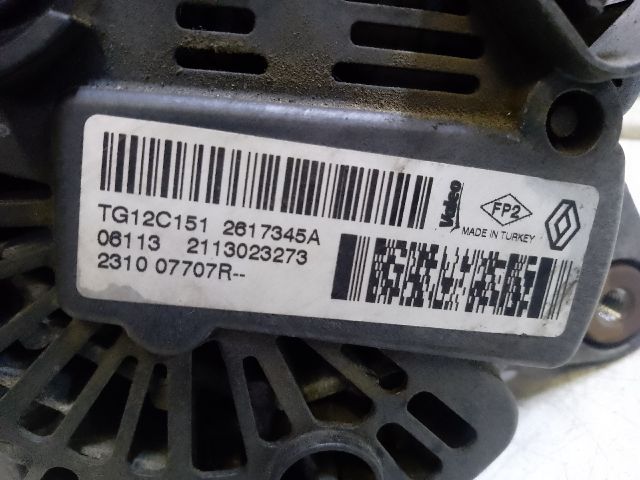 TG12C151 2617345A
06113 2113023273
2310 07707R--
Valeo
FP2
MADE IN TURKEY